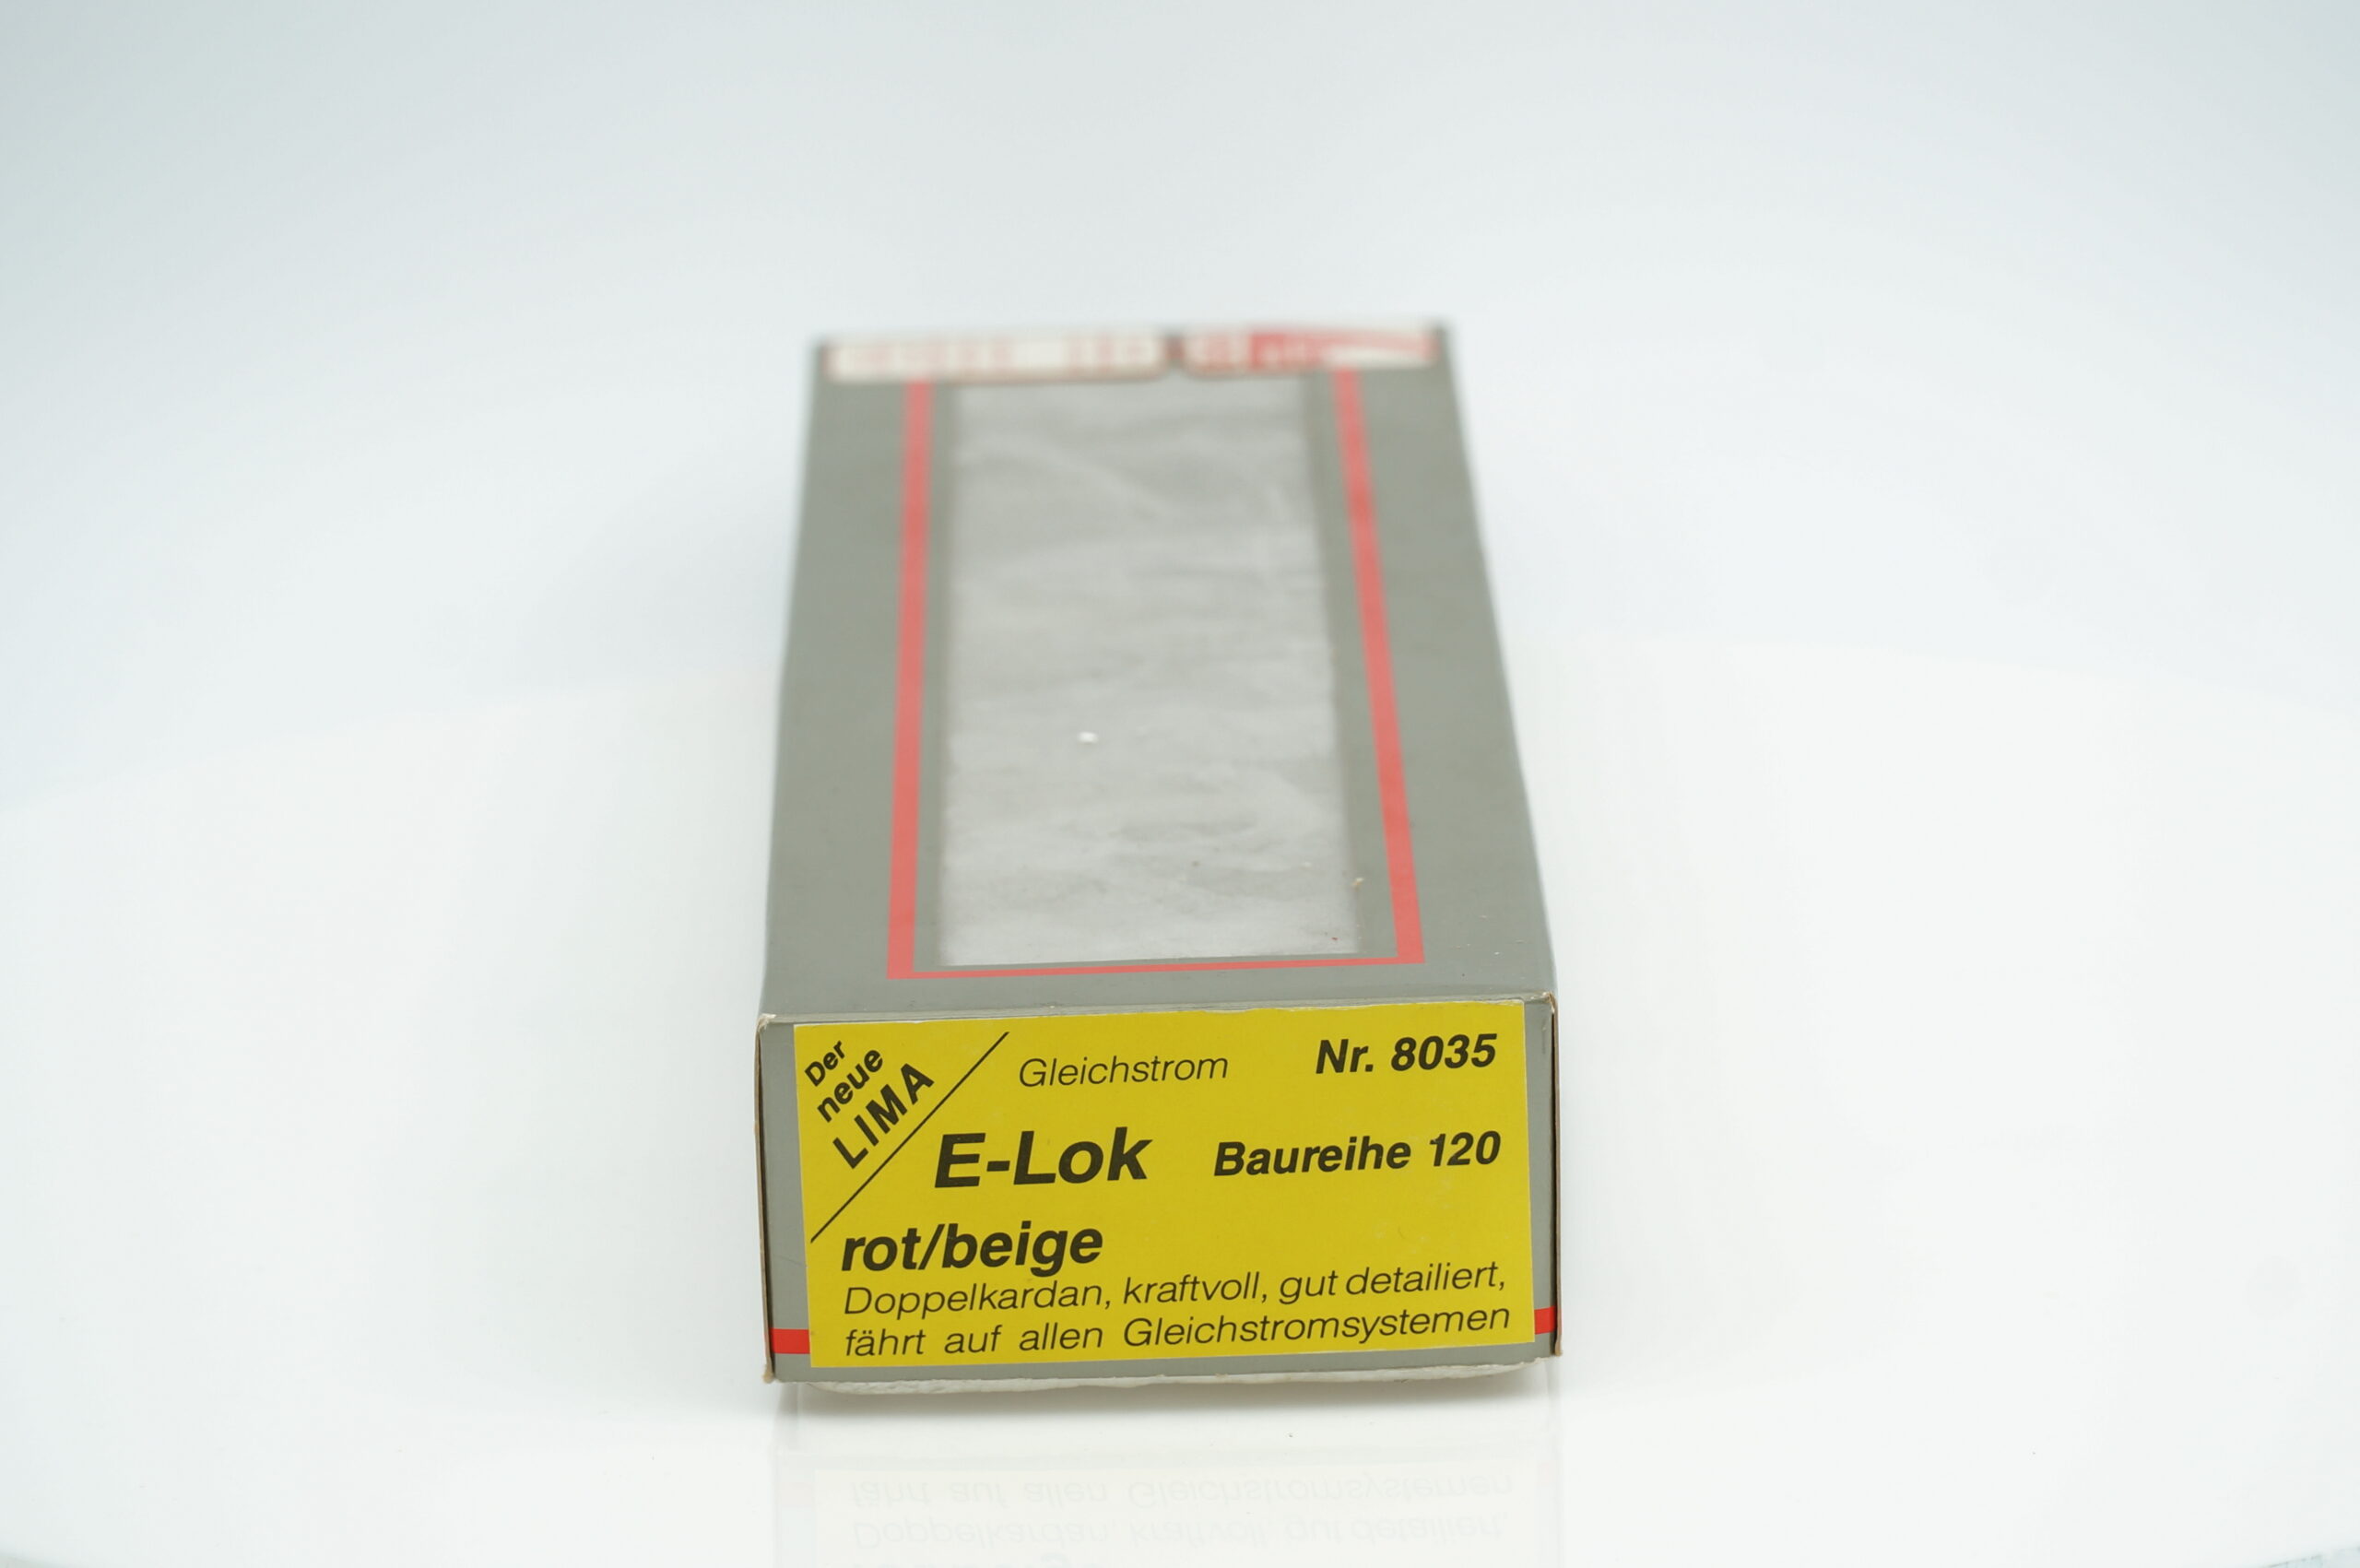 Der
neue
LIMA
Gleichstrom Nr. 8035
E-Lok Baureihe 120
rot/beige
Doppelkardan, kraftvoll, gut detailiert,
fährt auf allen Gleichstromsystemen